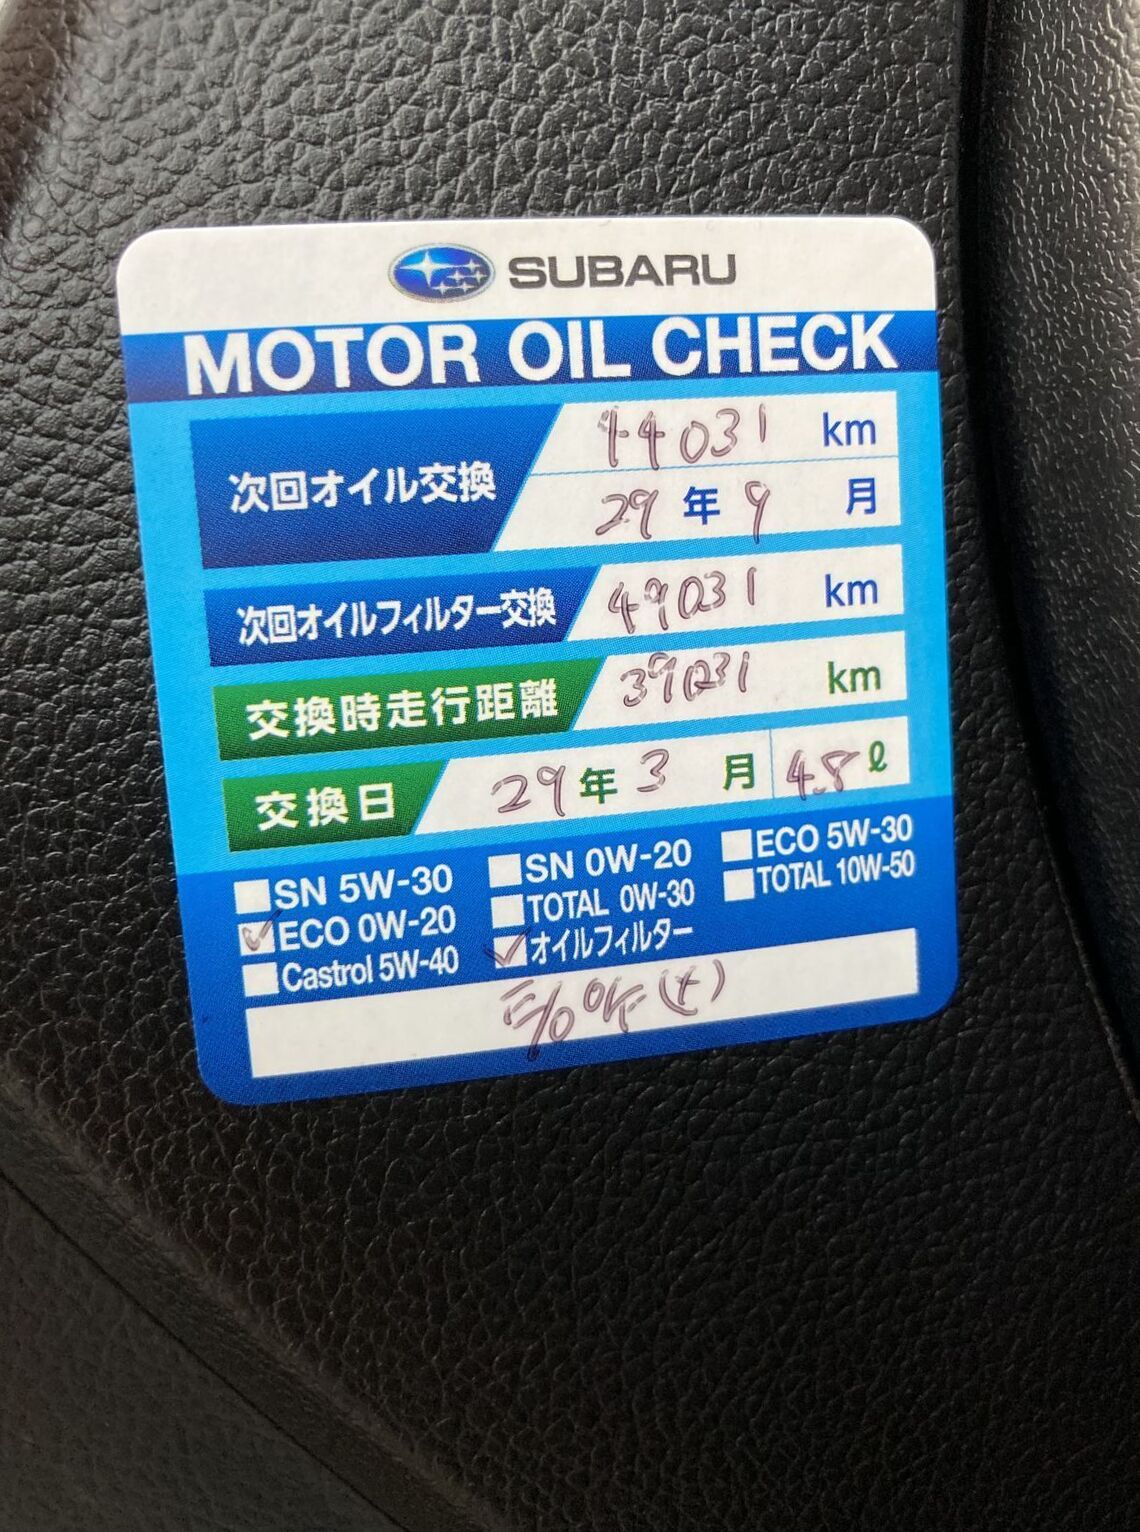 SUBARU
MOTOR OIL CHECK
次回オイル交換 44031 km
29 年 9 月
次回オイルフィルター交換 49031 km
交換時走行距離 39031 km
交換日 29 年 3 月 4.8 ℓ
SN 5W-30 SN 0W-20 ECO 5W-30
ECO 0W-20 TOTAL 0W-30 TOTAL 10W-50
Castrol 5W-40 オイルフィルター